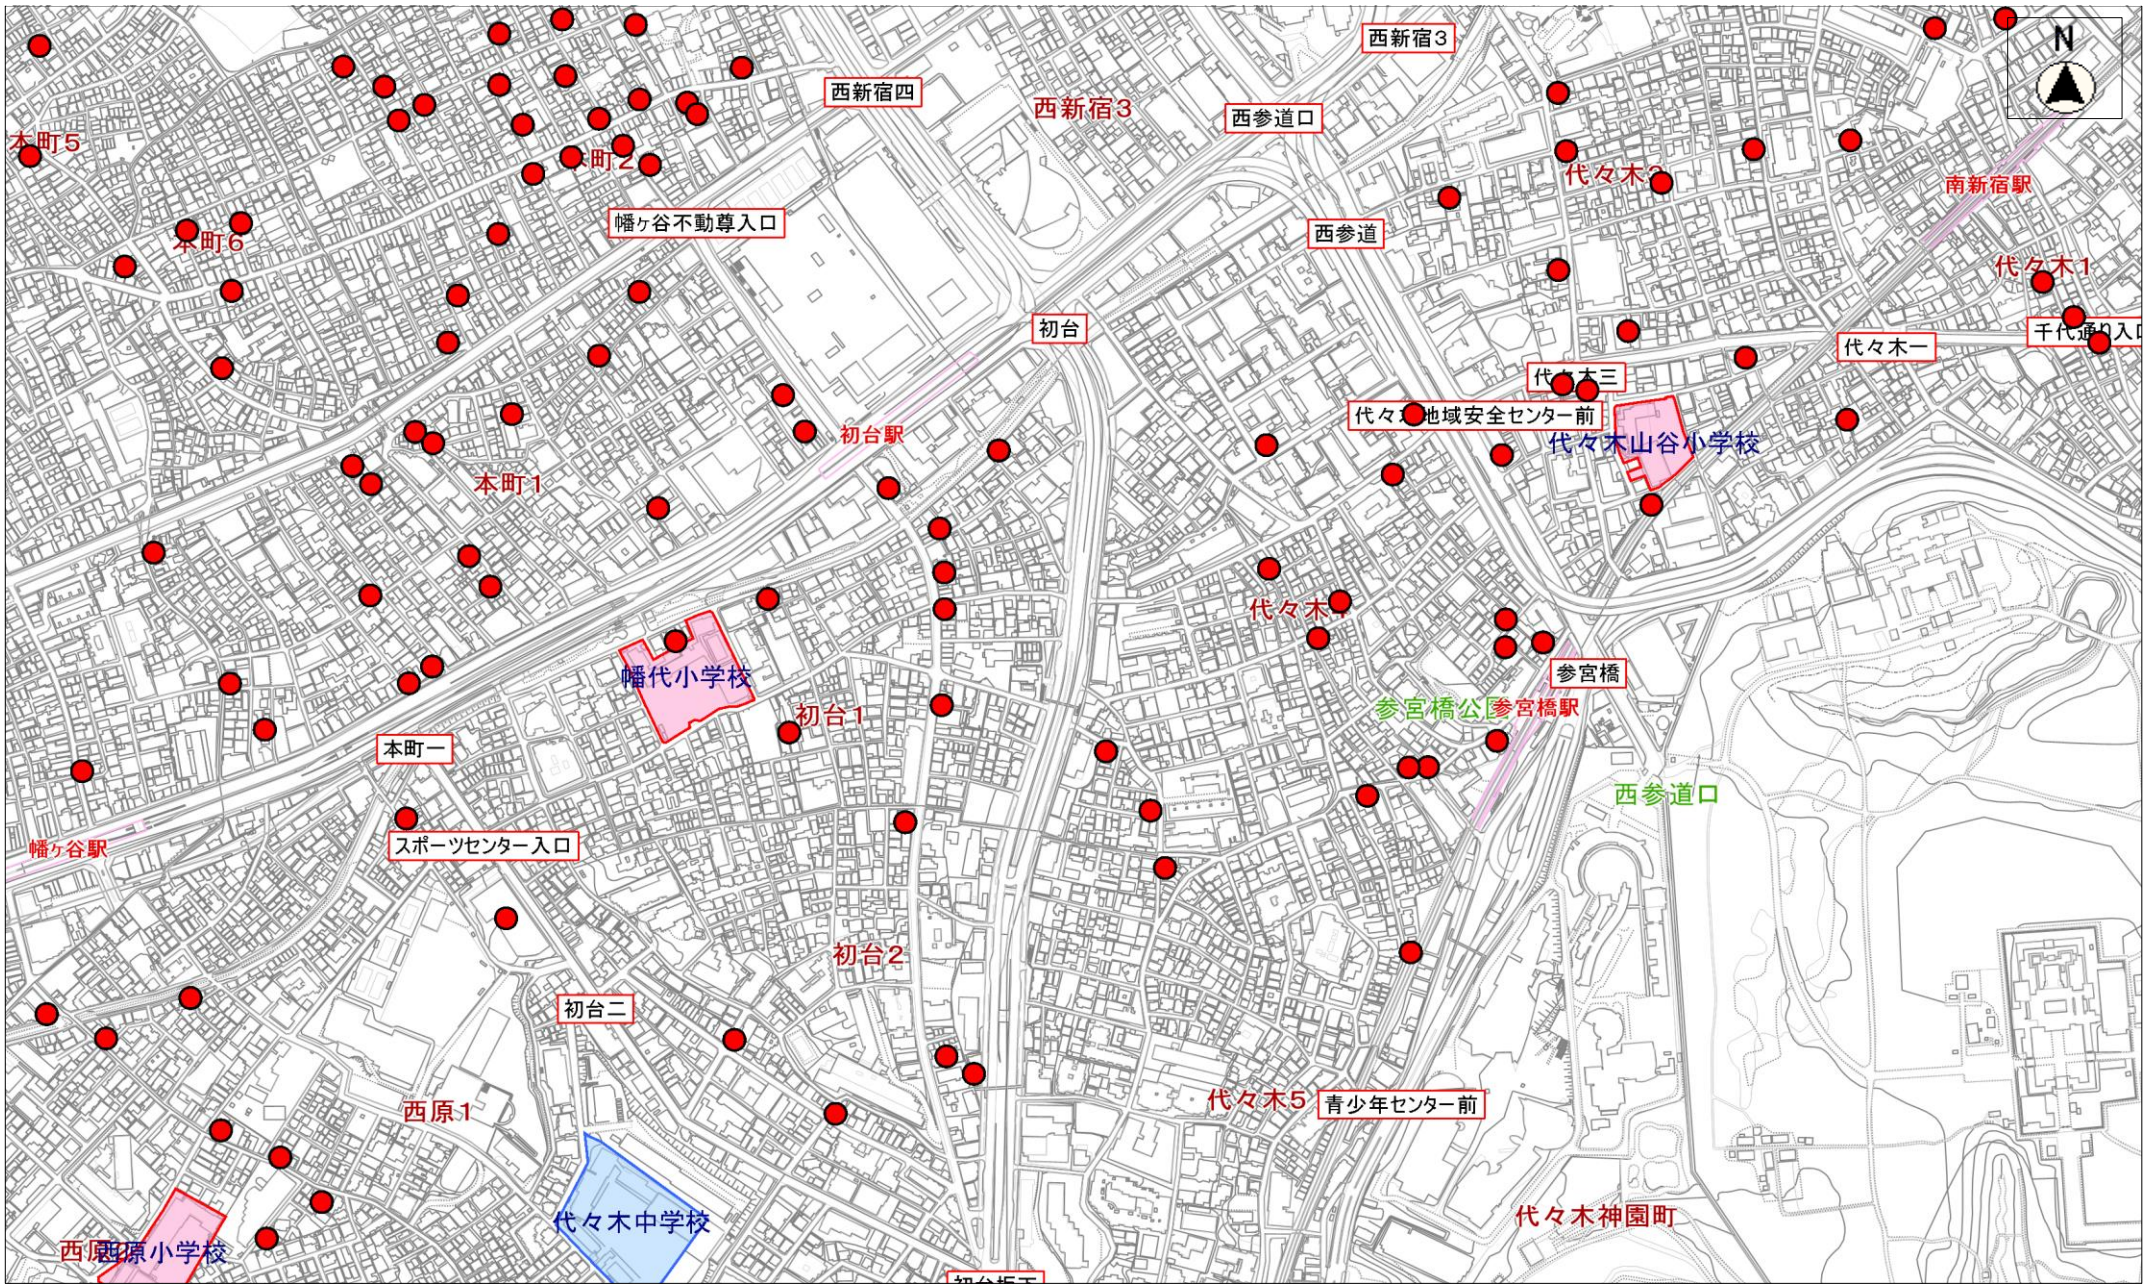 西新宿3
N
西新宿四
西新宿3
西参道口
本町5
本町2
代々木3
南新宿駅
幡ヶ谷不動尊入口
西参道
本町6
代々木1
初台
千代通り入口
代々木一
代々木三
代々木地域安全センター前
初台駅
代々木山谷小学校
本町1
代々木4
幡代小学校
参宮橋
参宮橋公園
参宮橋駅
初台1
本町一
西参道口
スポーツセンター入口
幡ヶ谷駅
初台2
初台二
代々木5
青少年センター前
西原1
代々木神園町
代々木中学校
西原
西原小学校
初台坂下